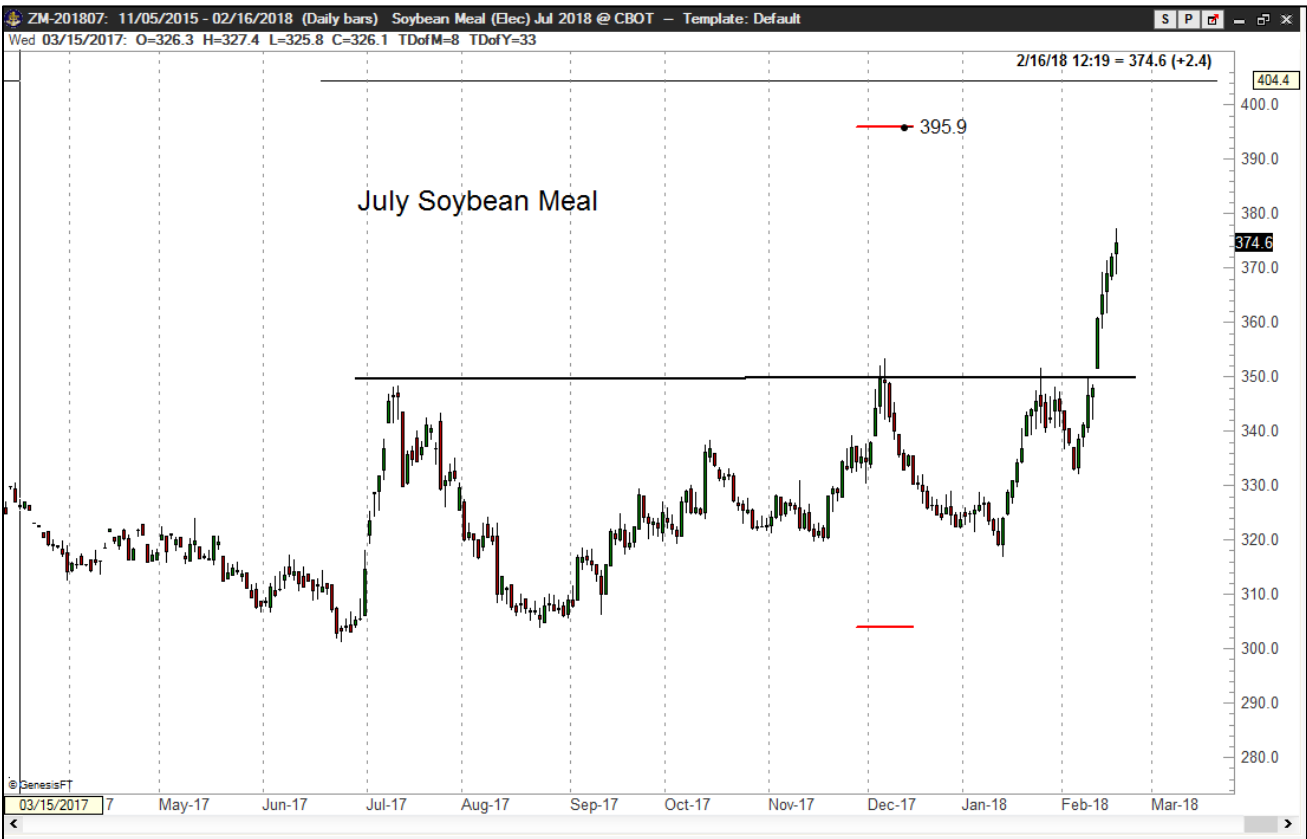 ZM-201807: 11/05/2015 - 02/16/2018 (Daily bars) Soybean Meal (Elec) Jul 2018 @ CBOT — Template: Default
S P
Wed 03/15/2017: O=326.3 H=327.4 L=325.8 C=326.1 TDofM=8 TDofY=33
2/16/18 12:19 = 374.6 (+2.4)
404.4
400.0
395.9
390.0
July Soybean Meal
380.0
374.6
370.0
360.0
350.0
340.0
330.0
320.0
310.0
300.0
290.0
280.0
© GenesisFT
03/15/2017 7 May-17 Jun-17 Jul-17 Aug-17 Sep-17 Oct-17 Nov-17 Dec-17 Jan-18 Feb-18 Mar-18